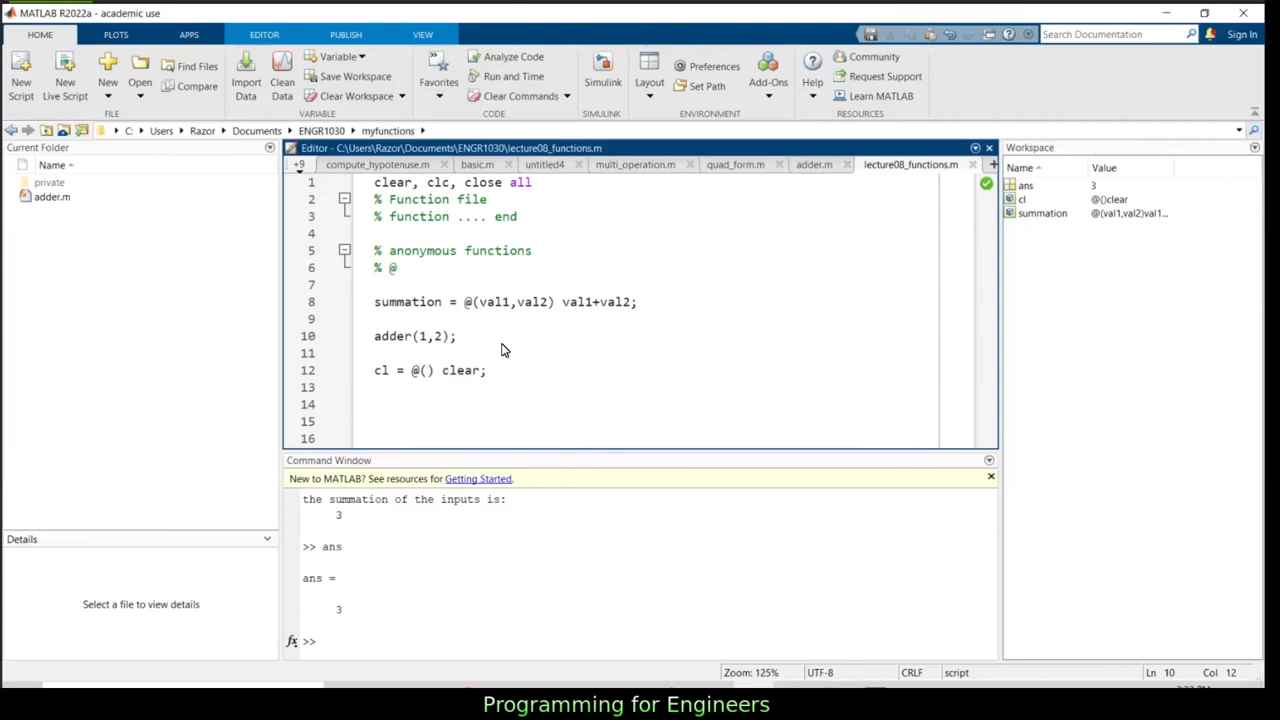 MATLAB R2022a - academic use
HOME PLOTS APPS EDITOR PUBLISH VIEW Search Documentation Sign In
New Script New Live Script New Open Find Files Compare Import Data Clean Data Variable Save Workspace Clear Workspace Favorites Analyze Code Run and Time Clear Commands Simulink Layout Preferences Set Path Add-Ons Help Community Request Support Learn MATLAB
FILE VARIABLE CODE SIMULINK ENVIRONMENT RESOURCES
C: Users Razor Documents ENGR1030 myfunctions
Current Folder
Name
private
adder.m
Details
Select a file to view details
Editor - C:\Users\Razor\Documents\ENGR1030\lecture08_functions.m
+9 compute_hypotenuse.m basic.m untitled4 multi_operation.m quad_form.m adder.m lecture08_functions.m
1 clear, clc, close all
2 % Function file
3 % function .... end
4
5 % anonymous functions
6 % @
7
8 summation = @(val1,val2) val1+val2;
9
10 adder(1,2);
11
12 cl = @() clear;
13
14
15
16
Command Window
New to MATLAB? See resources for Getting Started.
the summation of the inputs is:
3
>> ans
ans =
3
fx >>
Workspace
Name Value
ans 3
cl @()clear
summation @(val1,val2)val1...
Zoom: 125% UTF-8 CRLF script Ln 10 Col 12
Programming for Engineers